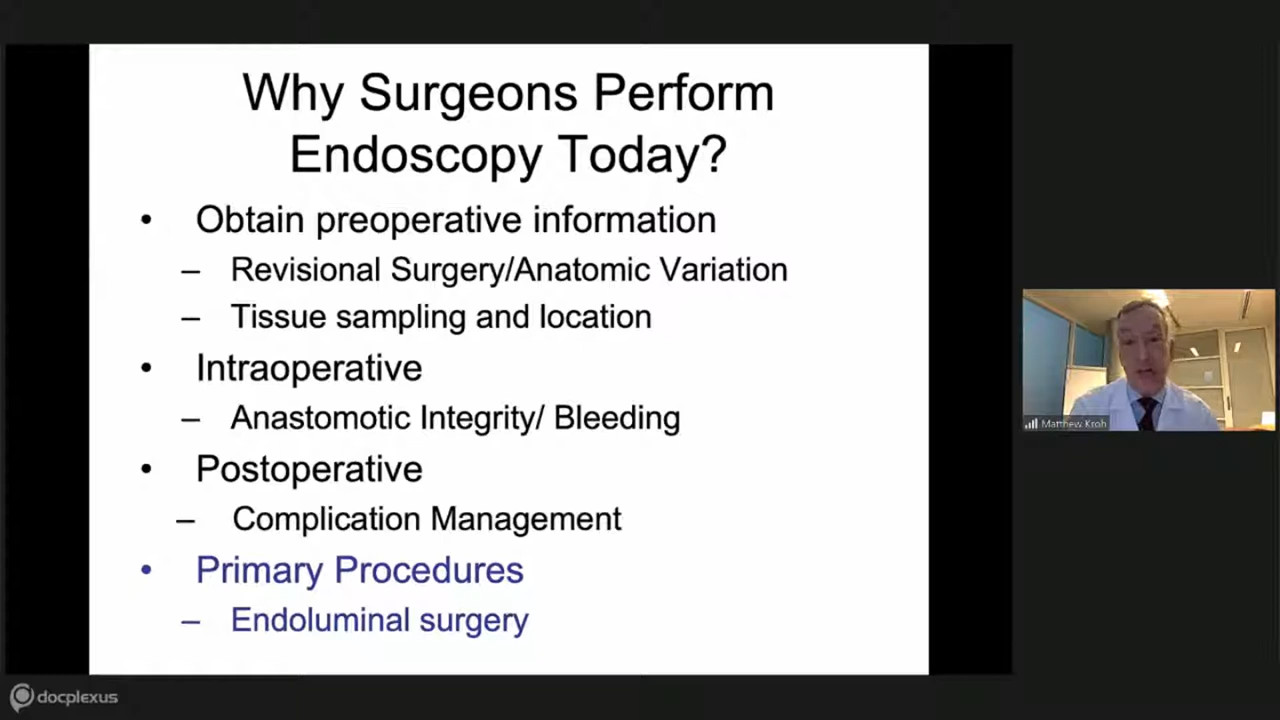 Why Surgeons Perform
Endoscopy Today?
• Obtain preoperative information
– Revisional Surgery/Anatomic Variation
– Tissue sampling and location
• Intraoperative
– Anastomotic Integrity/ Bleeding
• Postoperative
– Complication Management
• Primary Procedures
– Endoluminal surgery
Matthew Kroh
docplexus